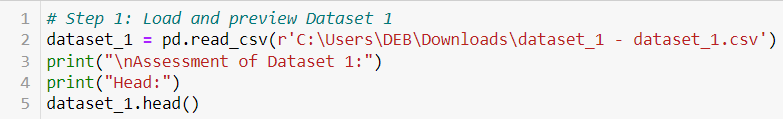 1 # Step 1: Load and preview Dataset 1
2 dataset_1 = pd.read_csv(r'C:\Users\DEB\Downloads\dataset_1 - dataset_1.csv')
3 print("\nAssessment of Dataset 1:")
4 print("Head:")
5 dataset_1.head()